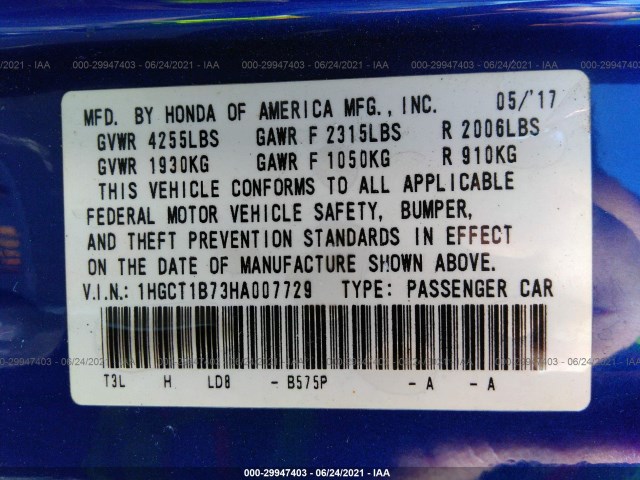 000-29947403 - 06/24/2021 - IAA
MFD. BY HONDA OF AMERICA MFG., INC. 05/'17
GVWR 4255LBS GAWR F 2315LBS R 2006LBS
GVWR 1930KG GAWR F 1050KG R 910KG
THIS VEHICLE CONFORMS TO ALL APPLICABLE
FEDERAL MOTOR VEHICLE SAFETY, BUMPER,
AND THEFT PREVENTION STANDARDS IN EFFECT
ON THE DATE OF MANUFACTURE SHOWN ABOVE.
V.I.N.: 1HGCT1B73HA007729 TYPE: PASSENGER CAR
T3L H LD8 - B575P - A - A
000-29947403 - 06/24/2021 - IAA